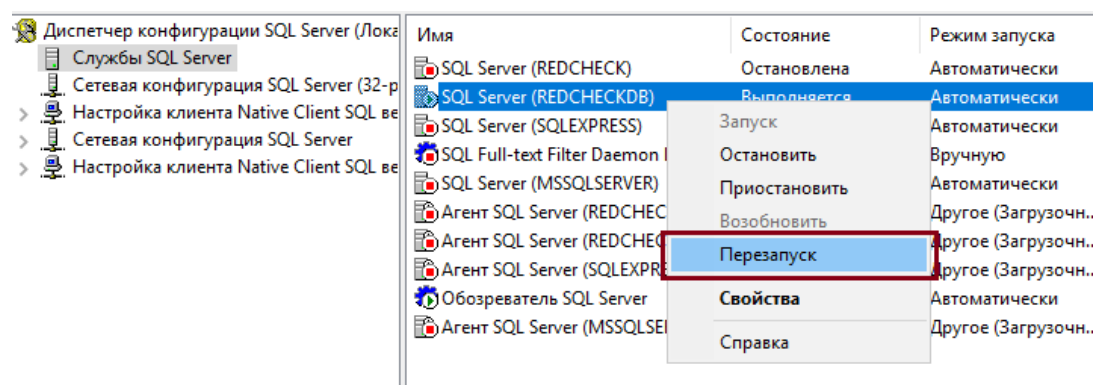 Диспетчер конфигурации SQL Server (Лока
Службы SQL Server
Сетевая конфигурация SQL Server (32-р
Настройка клиента Native Client SQL ве
Сетевая конфигурация SQL Server
Настройка клиента Native Client SQL ве
Имя Состояние Режим запуска
SQL Server (REDCHECK) Остановлена Автоматически
SQL Server (REDCHECKDB) Выполняется Автоматически
SQL Server (SQLEXPRESS) Автоматически
SQL Full-text Filter Daemon Вручную
SQL Server (MSSQLSERVER) Автоматически
Агент SQL Server (REDCHEC Другое (Загрузочн...
Агент SQL Server (REDCHEC Другое (Загрузочн...
Агент SQL Server (SQLEXPRE Другое (Загрузочн...
Обозреватель SQL Server Автоматически
Агент SQL Server (MSSQLSE Другое (Загрузочн...
Запуск
Остановить
Приостановить
Возобновить
Перезапуск
Свойства
Справка